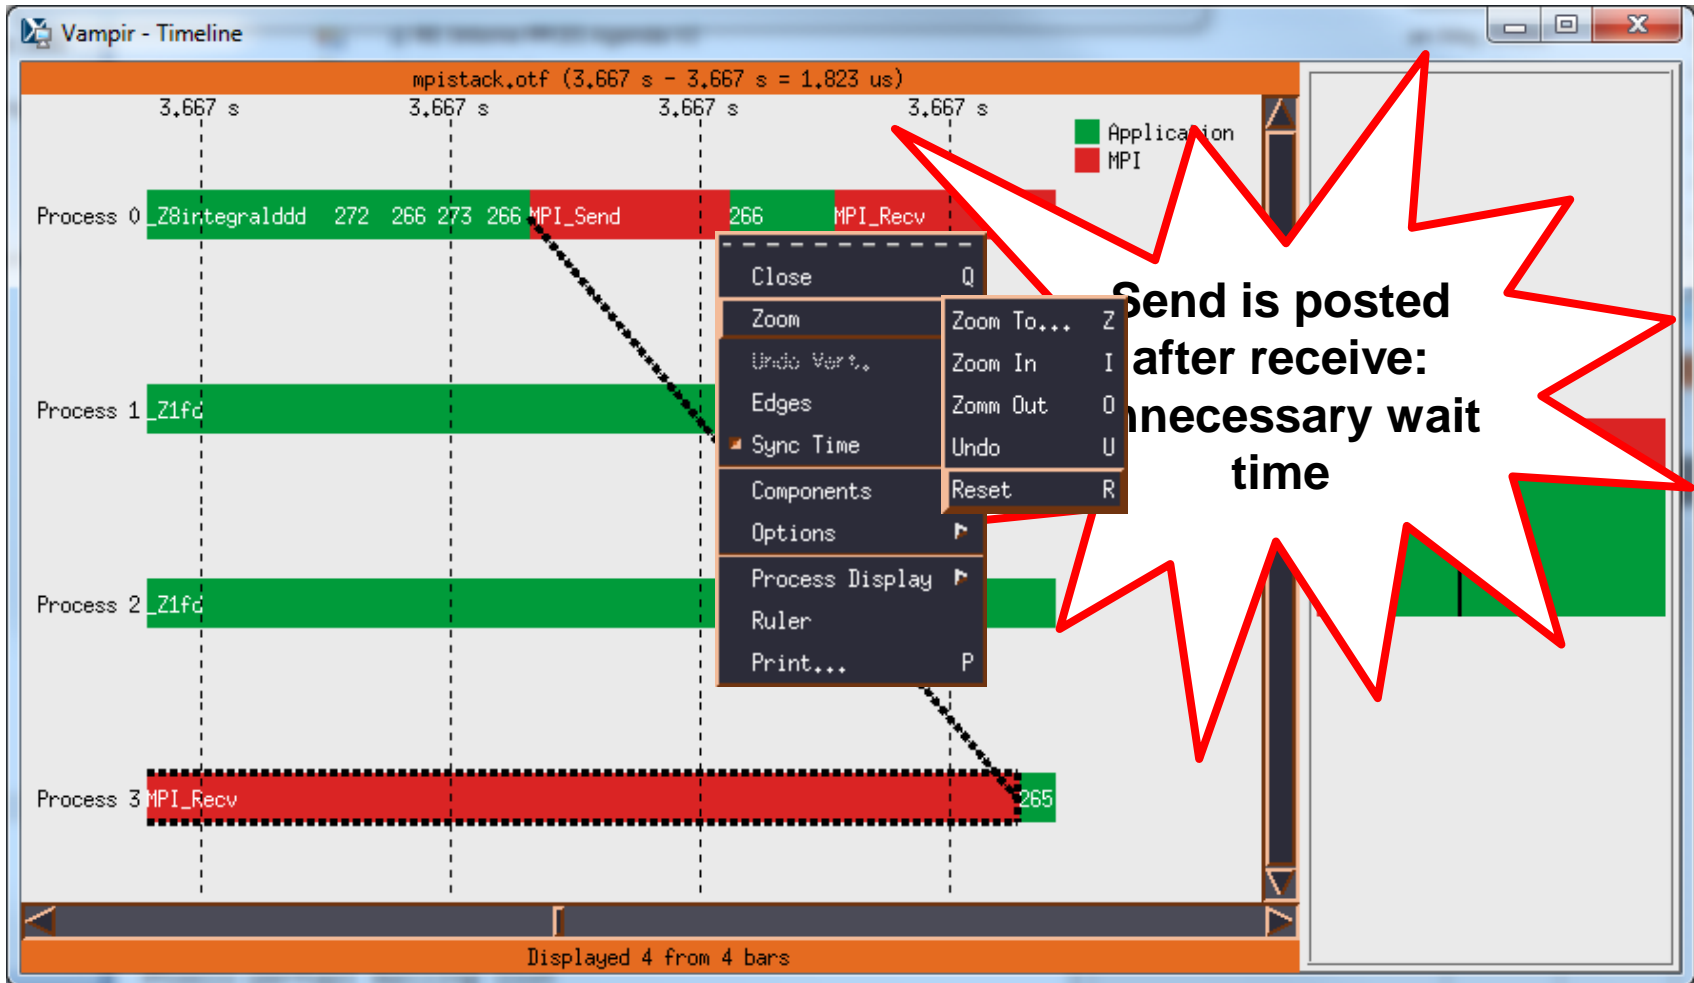 Vampir - Timeline
mpistack.otf (3.667 s - 3.667 s = 1.823 us)
3.667 s 3.667 s 3.667 s 3.667 s
Application
MPI
Process 0 _Z8integralddd 272 266 273 266 MPI_Send 266 MPI_Recv
Close Q
Zoom
Undo Vert.
Edges
Sync Time
Components
Options
Process Display
Ruler
Print... P
Zoom To... Z
Zoom In I
Zomm Out O
Undo U
Reset R
Send is posted
after receive:
nnecessary wait
time
Process 1 _Z1fd
Process 2 _Z1fd
Process 3 MPI_Recv 265
Displayed 4 from 4 bars